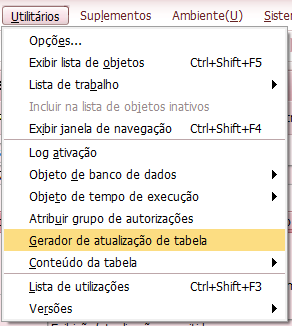 Utilitários Suplementos Ambiente(U)
Opções...
Exibir lista de objetos Ctrl+Shift+F5
Lista de trabalho
Incluir na lista de objetos inativos
Exibir janela de navegação Ctrl+Shift+F4
Log ativação
Objeto de banco de dados
Objeto de tempo de execução
Atribuir grupo de autorizações
Gerador de atualização de tabela
Conteúdo da tabela
Lista de utilizações Ctrl+Shift+F3
Versões